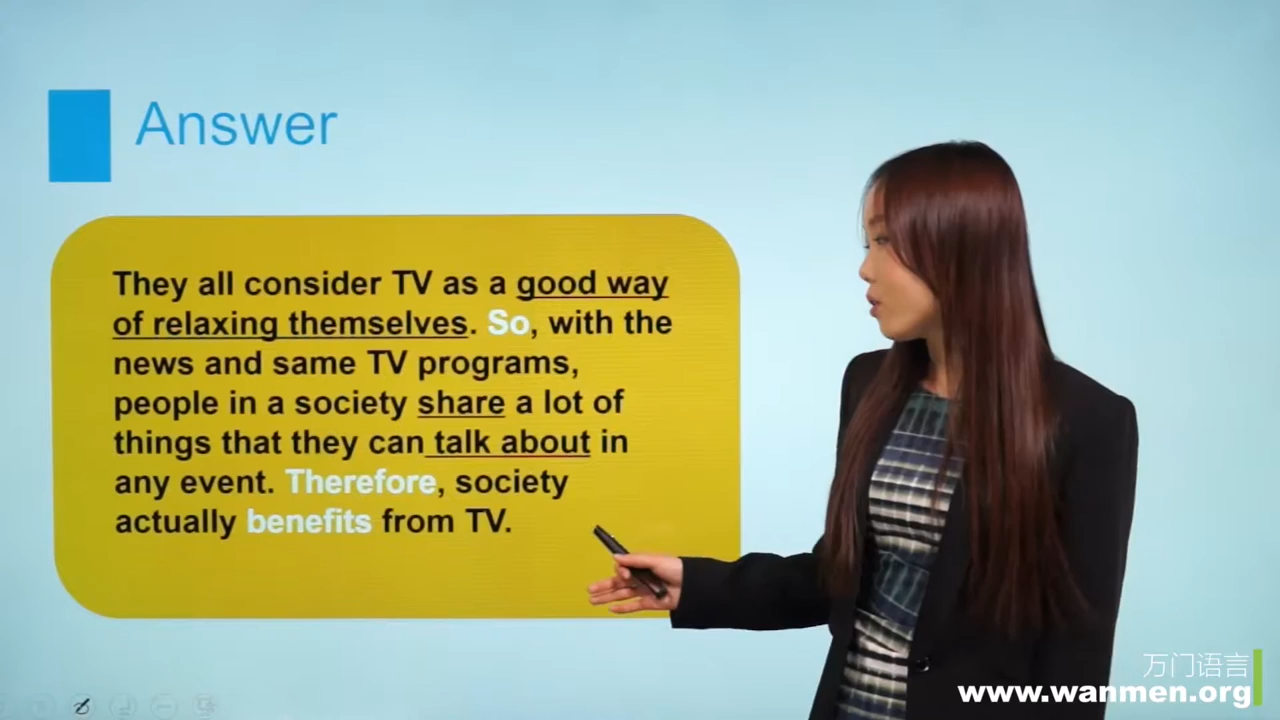 Answer
They all consider TV as a good way
of relaxing themselves. So, with the
news and same TV programs,
people in a society share a lot of
things that they can talk about in
any event. Therefore, society
actually benefits from TV.
万门语言
www.wanmen.org